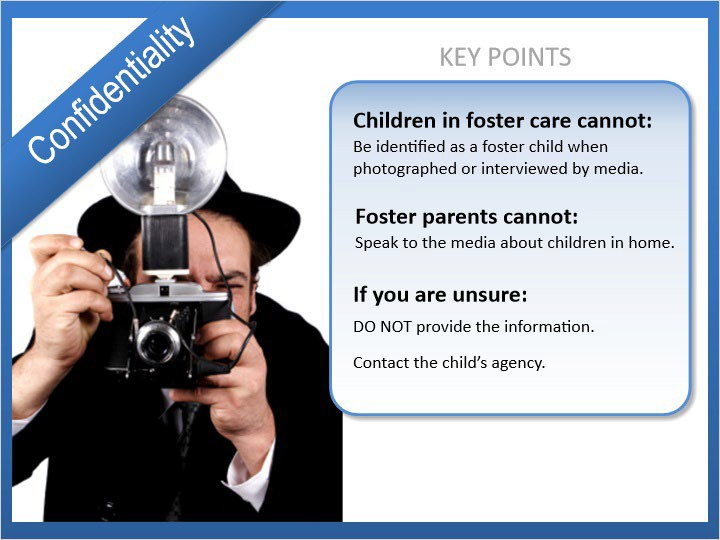 Confidentiality
KEY POINTS
Children in foster care cannot:
Be identified as a foster child when
photographed or interviewed by media.
Foster parents cannot:
Speak to the media about children in home.
If you are unsure:
DO NOT provide the information.
Contact the child's agency.